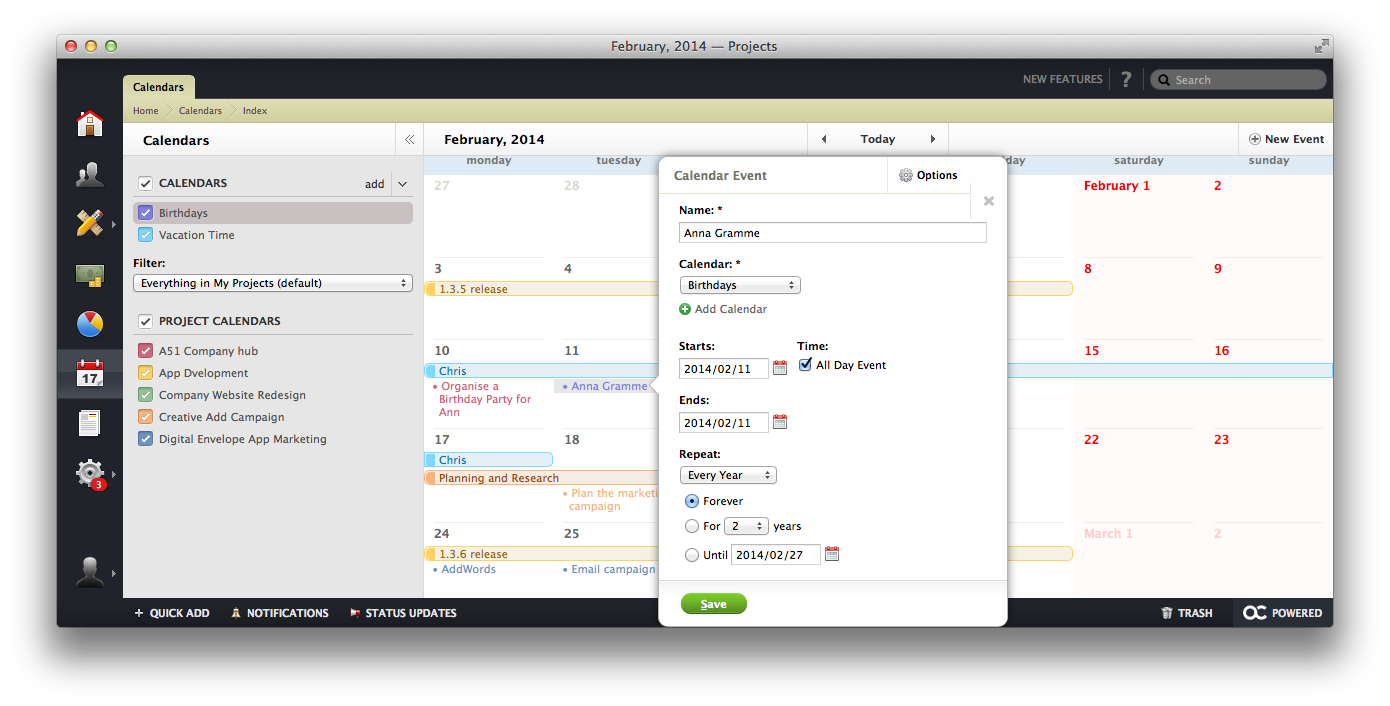 February, 2014 — Projects
Calendars
NEW FEATURES
?
Search
Home
Calendars
Index
Calendars
«
February, 2014
Today
New Event
monday
tuesday
day
saturday
sunday
CALENDARS
add
Birthdays
Vacation Time
Filter:
Everything in My Projects (default)
PROJECT CALENDARS
A51 Company hub
App Dvelopment
Company Website Redesign
Creative Add Campaign
Digital Envelope App Marketing
17
3
27
28
February 1
2
3
4
8
9
1.3.5 release
10
11
15
16
Chris
• Organise a
Birthday Party for
Ann
• Anna Gramme
17
18
22
23
Chris
Planning and Research
• Plan the marketi
campaign
24
25
March 1
2
1.3.6 release
• AddWords
• Email campaign
Calendar Event
Options
Name: *
Anna Gramme
Calendar: *
Birthdays
Add Calendar
Starts:
Time:
2014/02/11
All Day Event
Ends:
2014/02/11
Repeat:
Every Year
Forever
For 2 years
Until 2014/02/27
Save
+ QUICK ADD
NOTIFICATIONS
STATUS UPDATES
TRASH
POWERED